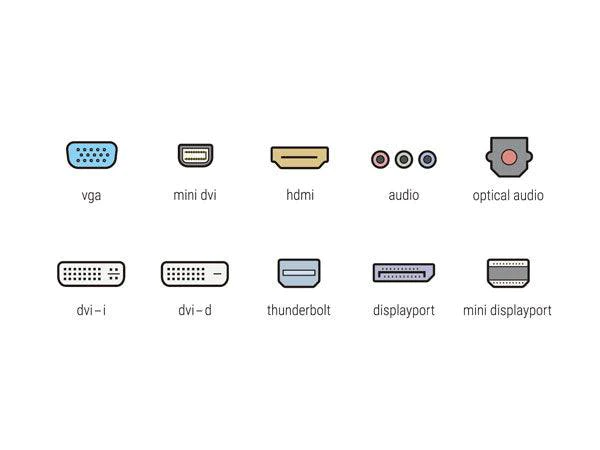 vga
mini dvi
hdmi
audio
optical audio
dvi – i
dvi – d
thunderbolt
displayport
mini displayport